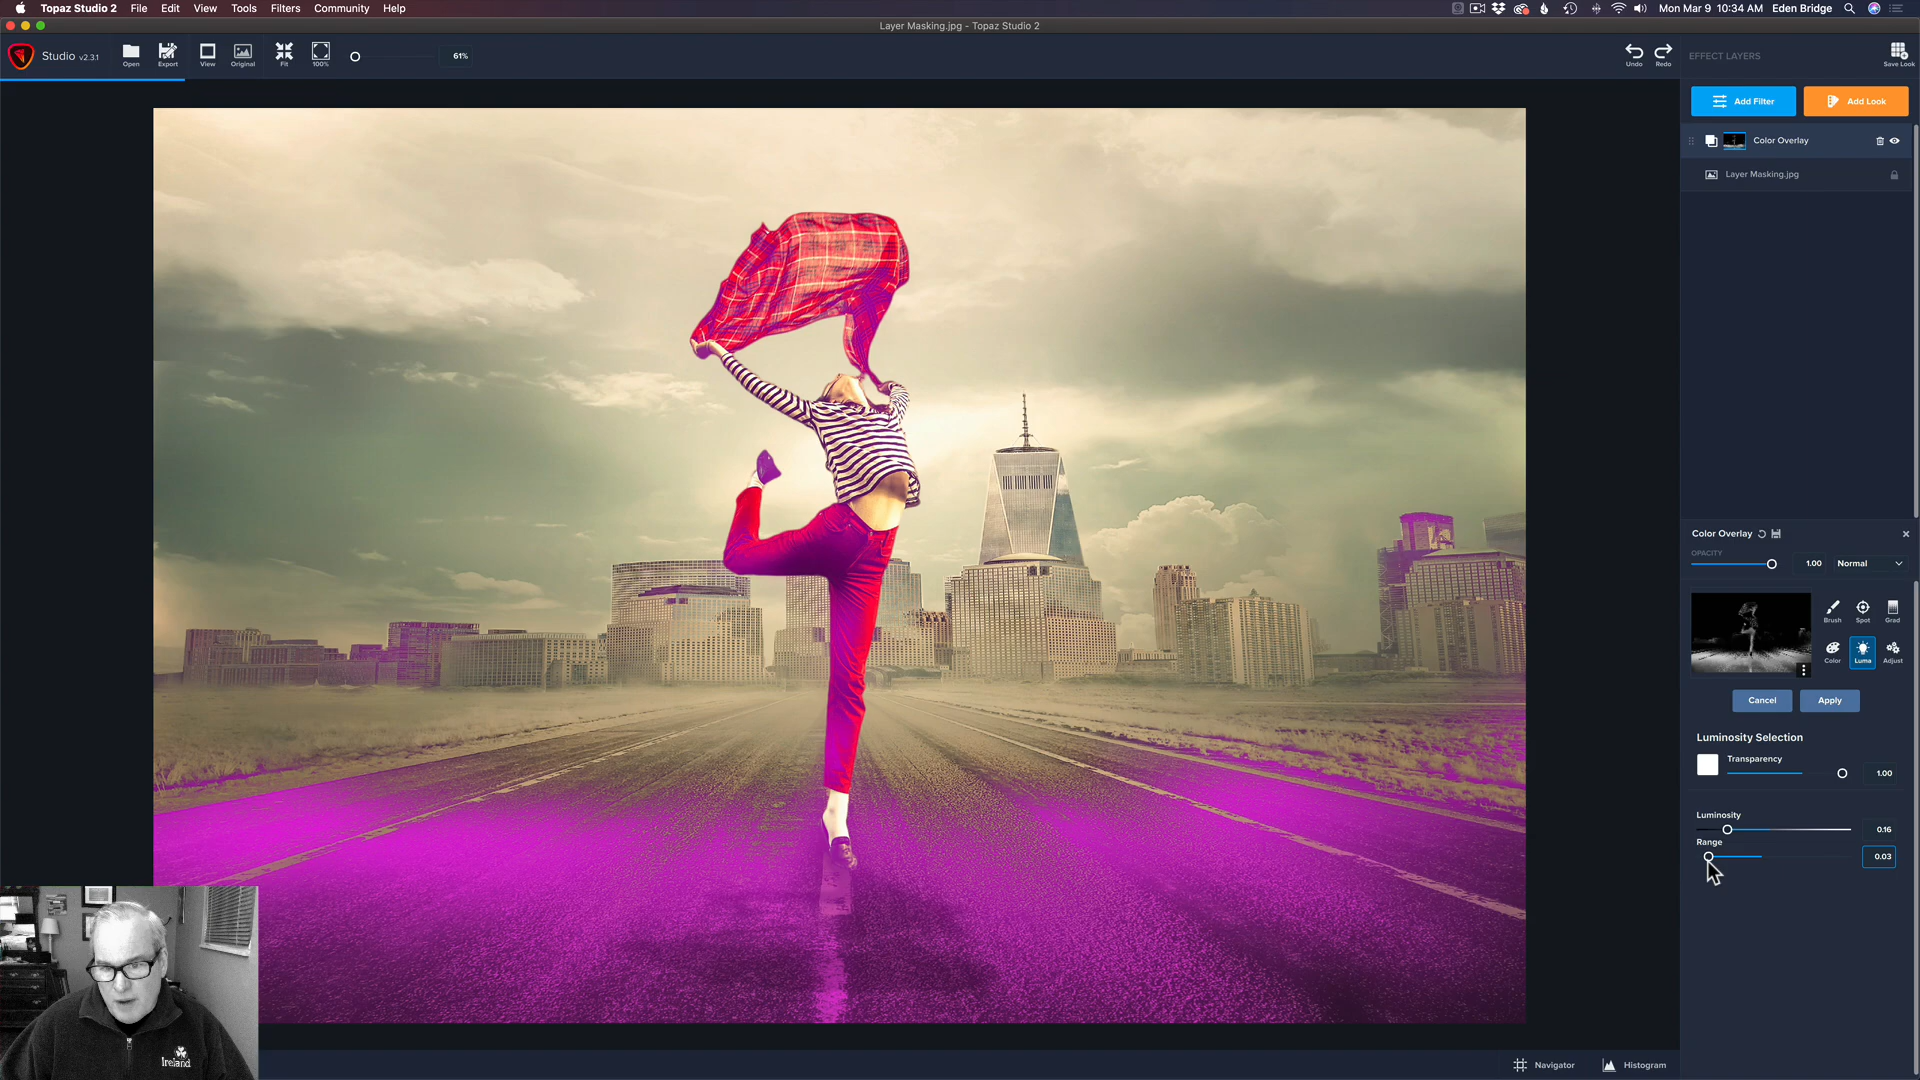 Topaz Studio 2 File Edit View Tools Filters Community Help
Mon Mar 9 10:34 AM Eden Bridge
Layer Masking.jpg - Topaz Studio 2
Studio v2.3.1
Open
Export
View
Original
Fit
100%
61%
Undo
Redo
EFFECT LAYERS
Save Look
Add Filter
Add Look
Color Overlay
Layer Masking.jpg
Color Overlay
OPACITY
1.00
Normal
Brush
Spot
Grad
Color
Luma
Adjust
Cancel
Apply
Luminosity Selection
Transparency
1.00
Luminosity
0.16
Range
0.03
Ireland
Navigator
Histogram